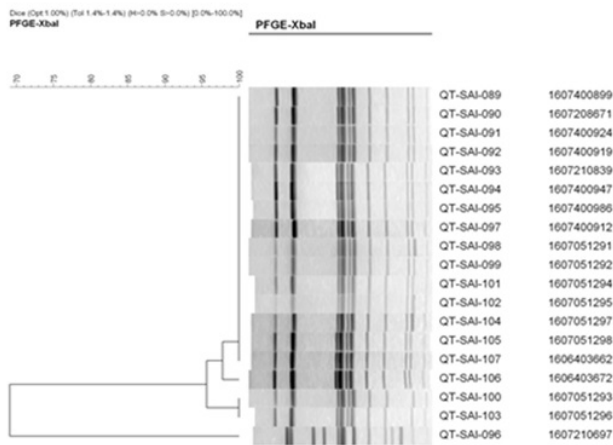 Dice (Opt 1.00%) (Tol 1.4%-1.4%) (H>0.0% S>0.0%) [0.0%-100.0%]
PFGE-XbaI PFGE-XbaI
70 75 80 85 90 95 100
QT-SAI-089 1607400899
QT-SAI-090 1607208671
QT-SAI-091 1607400924
QT-SAI-092 1607400919
QT-SAI-093 1607210839
QT-SAI-094 1607400947
QT-SAI-095 1607400986
QT-SAI-097 1607400912
QT-SAI-098 1607051291
QT-SAI-099 1607051292
QT-SAI-101 1607051294
QT-SAI-102 1607051295
QT-SAI-104 1607051297
QT-SAI-105 1607051298
QT-SAI-107 1606403662
QT-SAI-106 1606403672
QT-SAI-100 1607051293
QT-SAI-103 1607051296
QT-SAI-096 1607210697